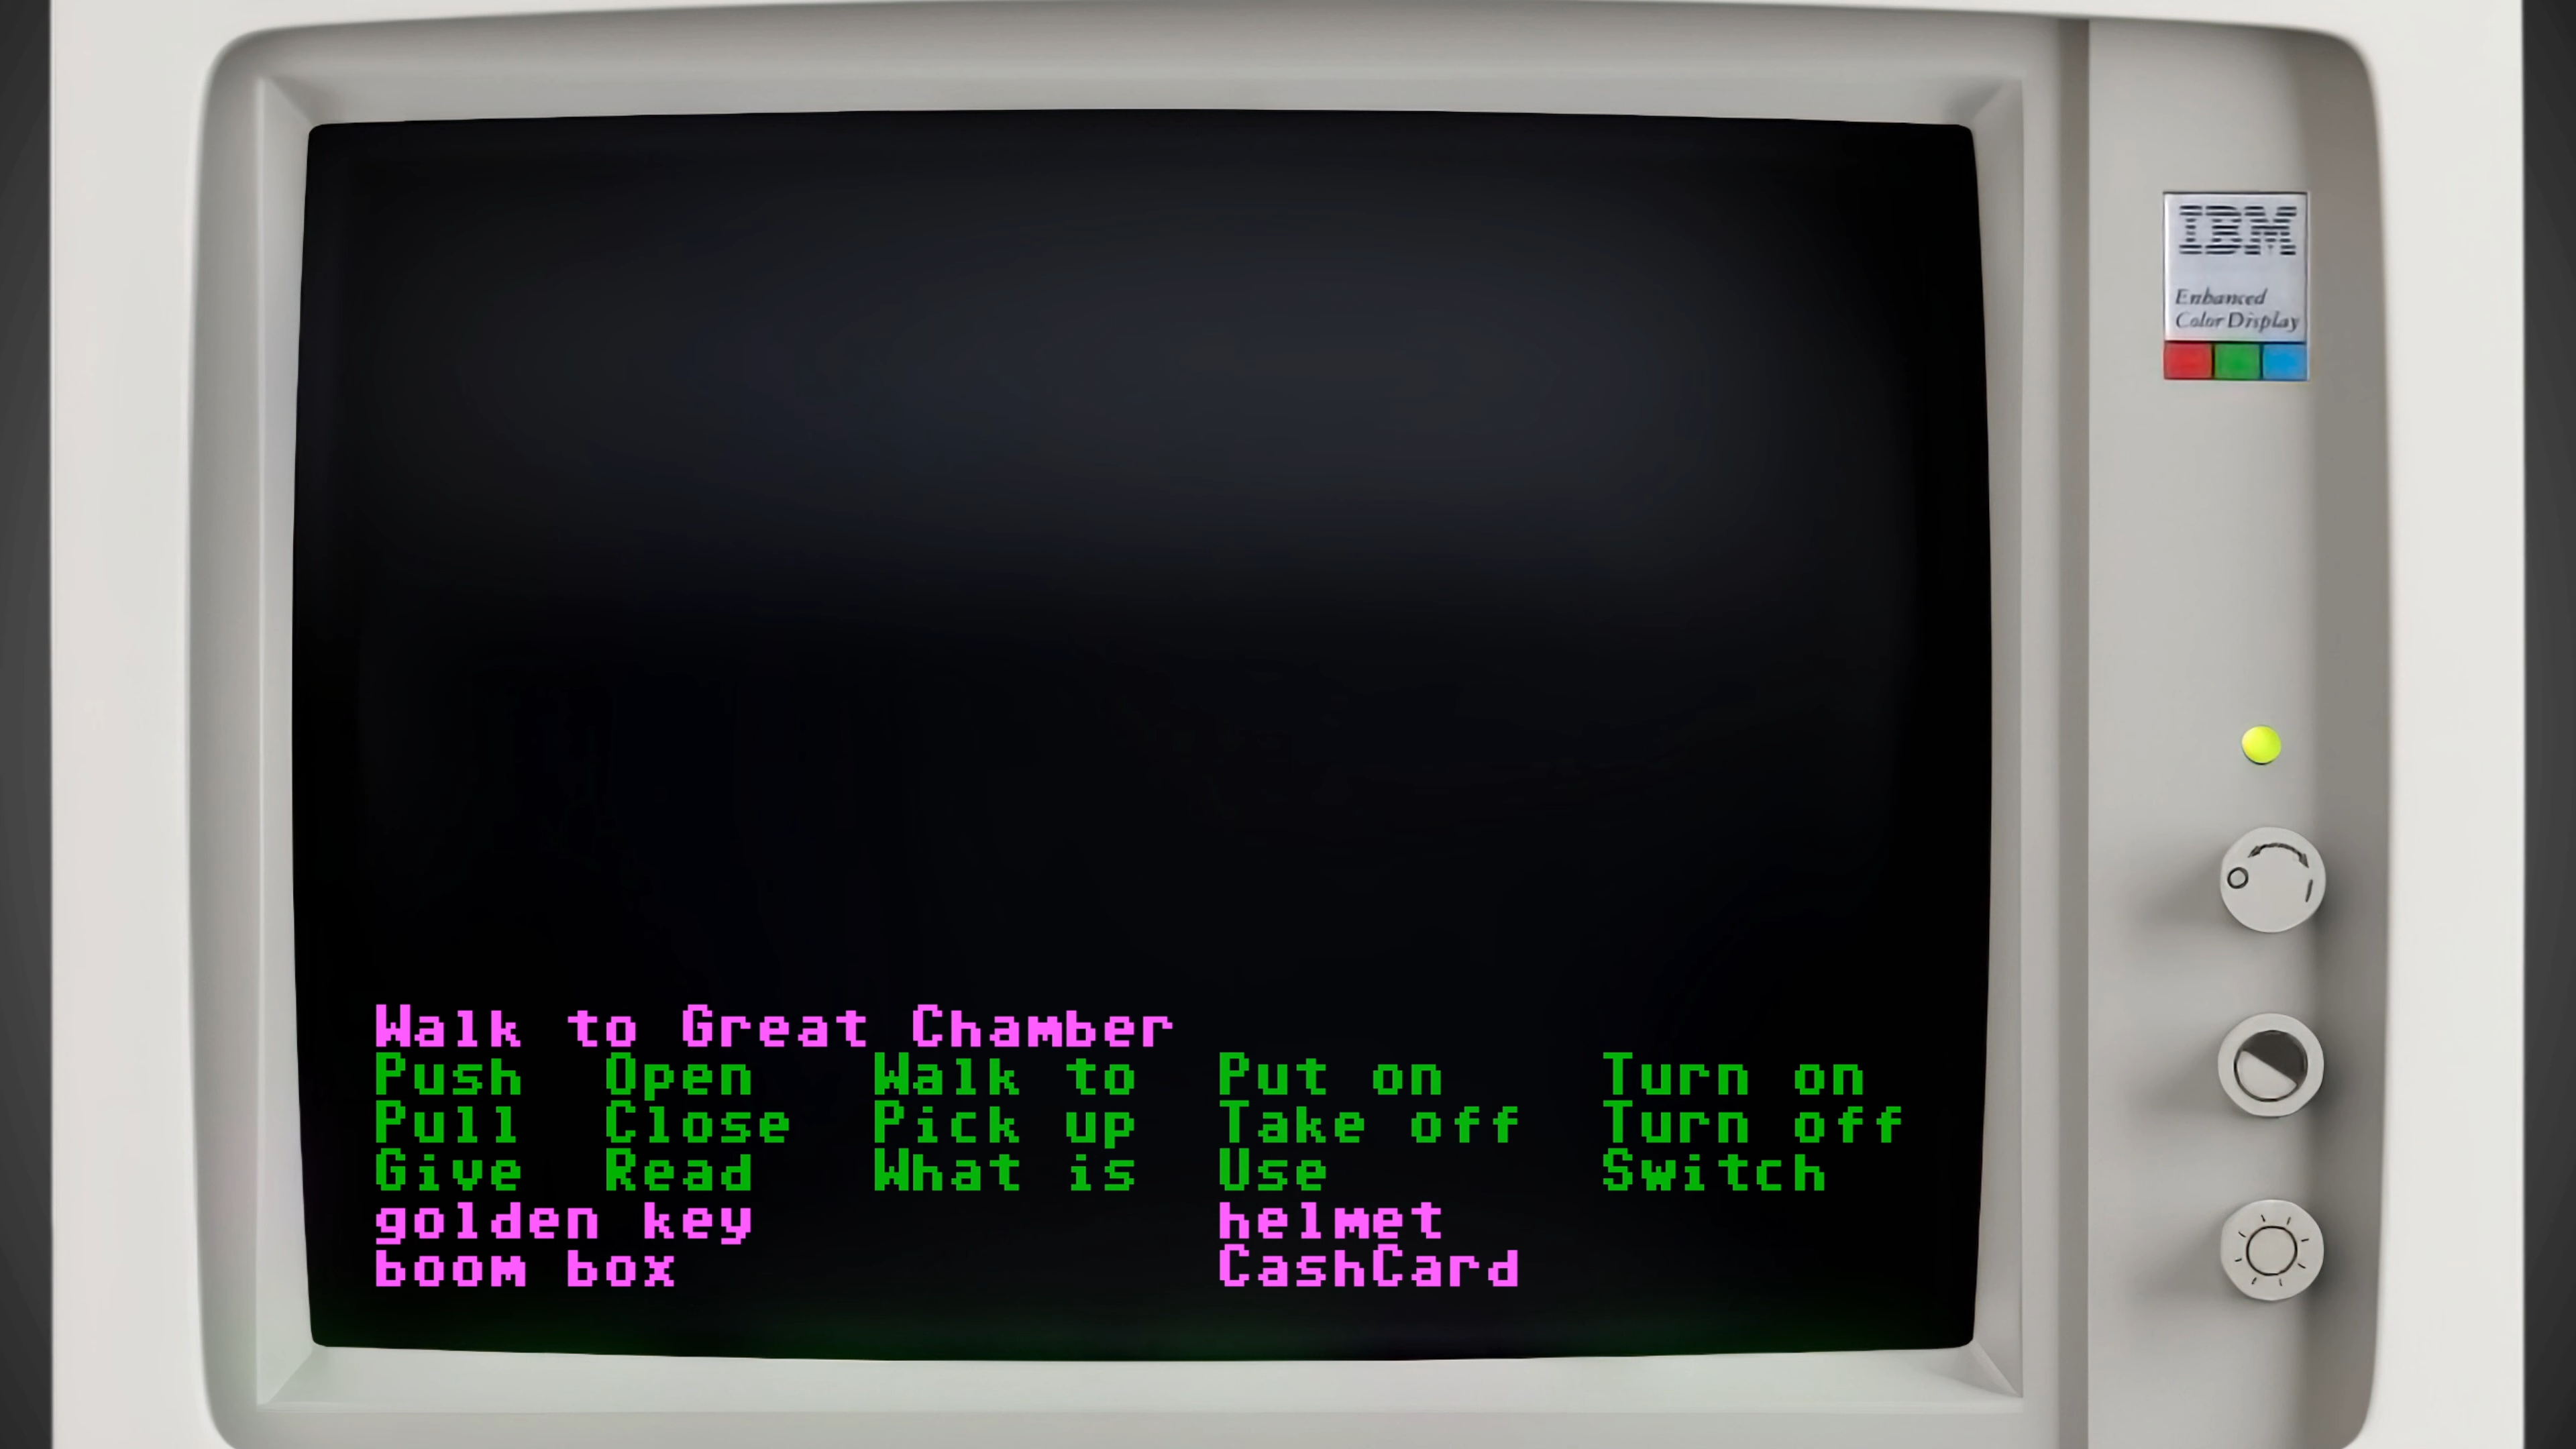 IBM
Enhanced
Color Display
Walk to Great Chamber
Push Open Walk to Put on Turn on
Pull Close Pick up Take off Turn off
Give Read What is Use Switch
golden key helmet
boom box CashCard